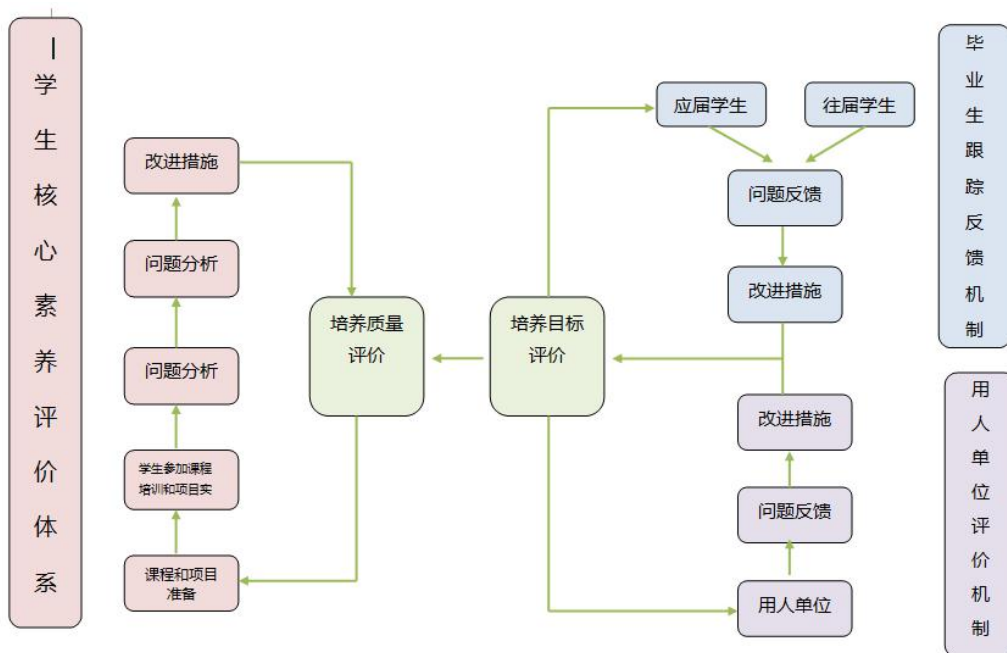 学生核心素养评价体系
改进措施
问题分析
问题分析
学生参加课程
培训和项目实
课程和项目
准备
培养质量
评价
培养目标
评价
应届学生
往届学生
问题反馈
改进措施
改进措施
问题反馈
用人单位
毕业生跟踪反馈机制
用人单位评价机制